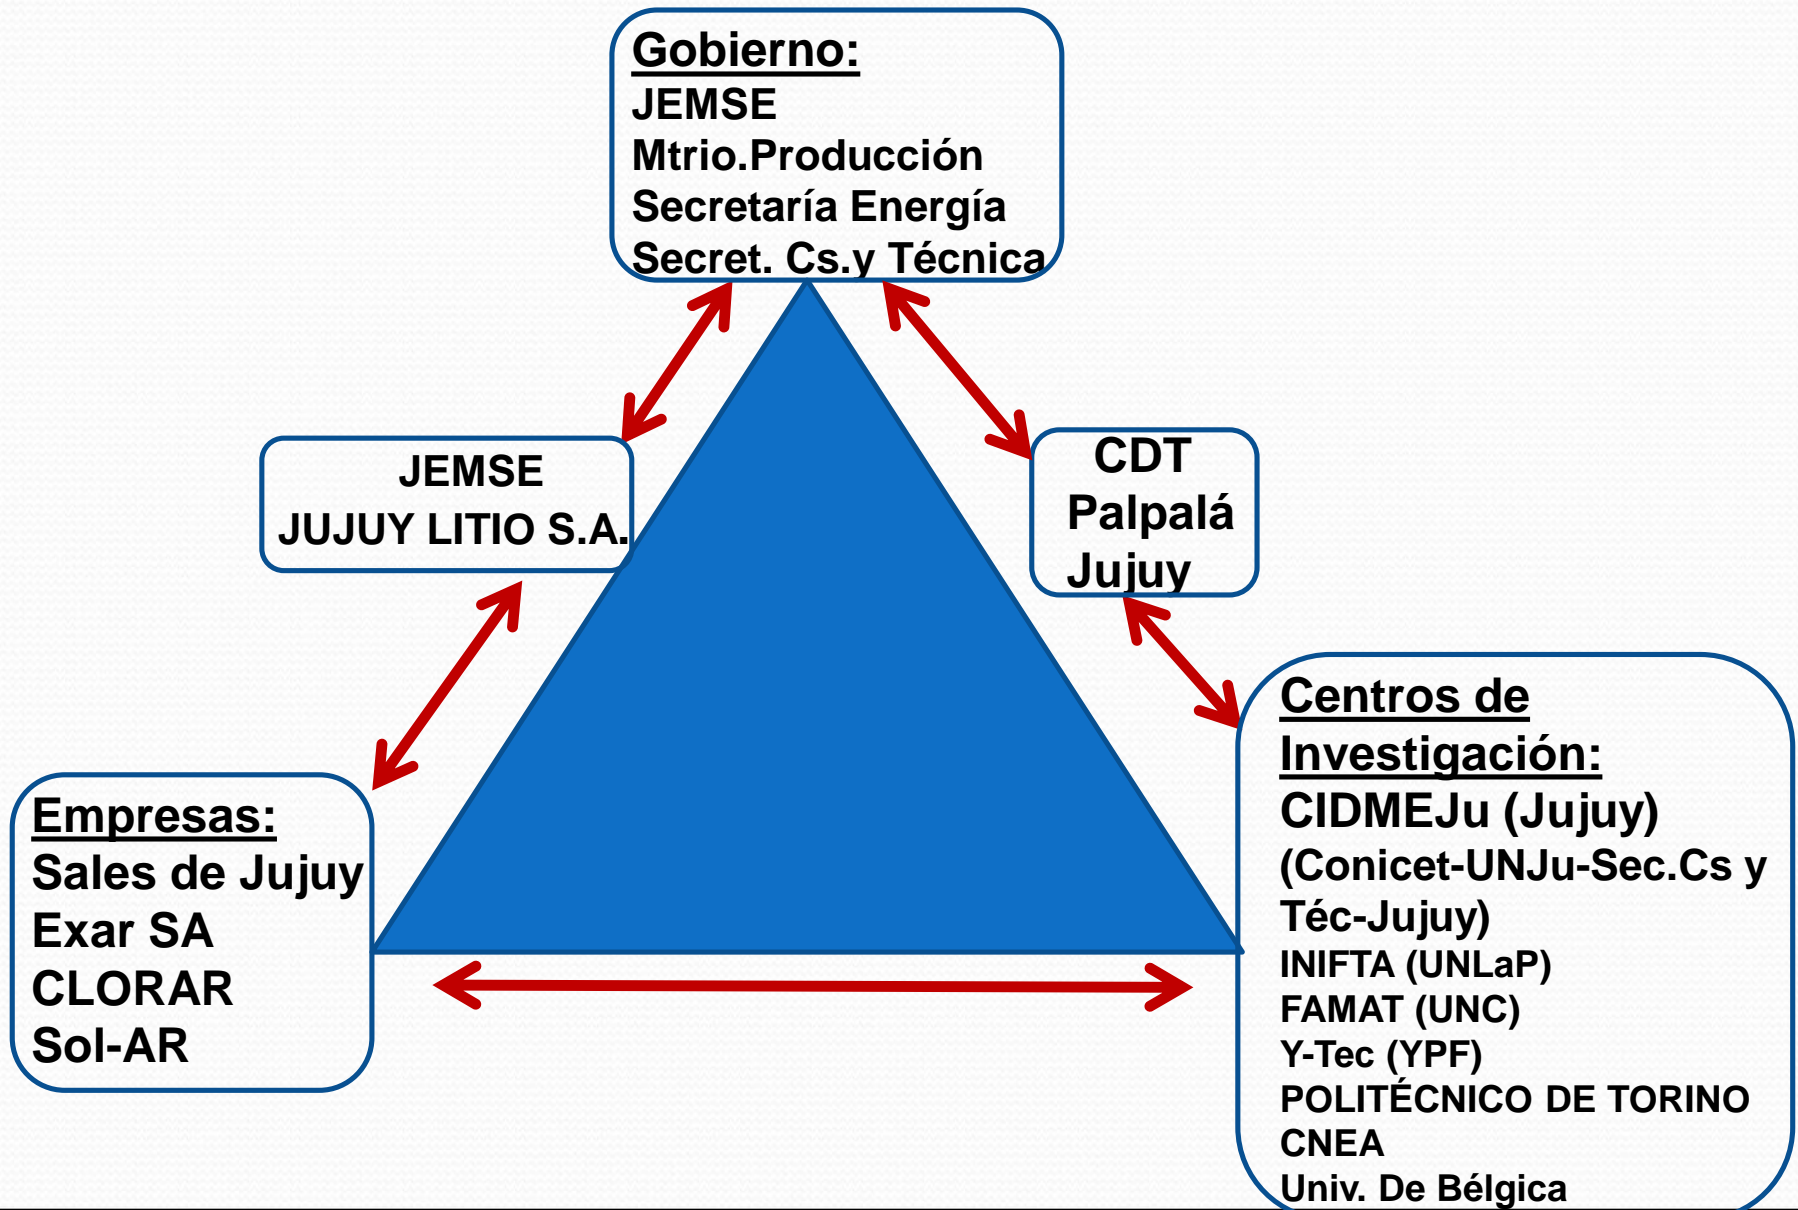 Gobierno:
JEMSE
Mtrio.Producción
Secretaría Energía
Secret. Cs.y Técnica
JEMSE
JUJUY LITIO S.A.
CDT
Palpalá
Jujuy
Empresas:
Sales de Jujuy
Exar SA
CLORAR
Sol-AR
Centros de
Investigación:
CIDMEJu (Jujuy)
(Conicet-UNJu-Sec.Cs y
Téc-Jujuy)
INIFTA (UNLaP)
FAMAT (UNC)
Y-Tec (YPF)
POLITÉCNICO DE TORINO
CNEA
Univ. De Bélgica